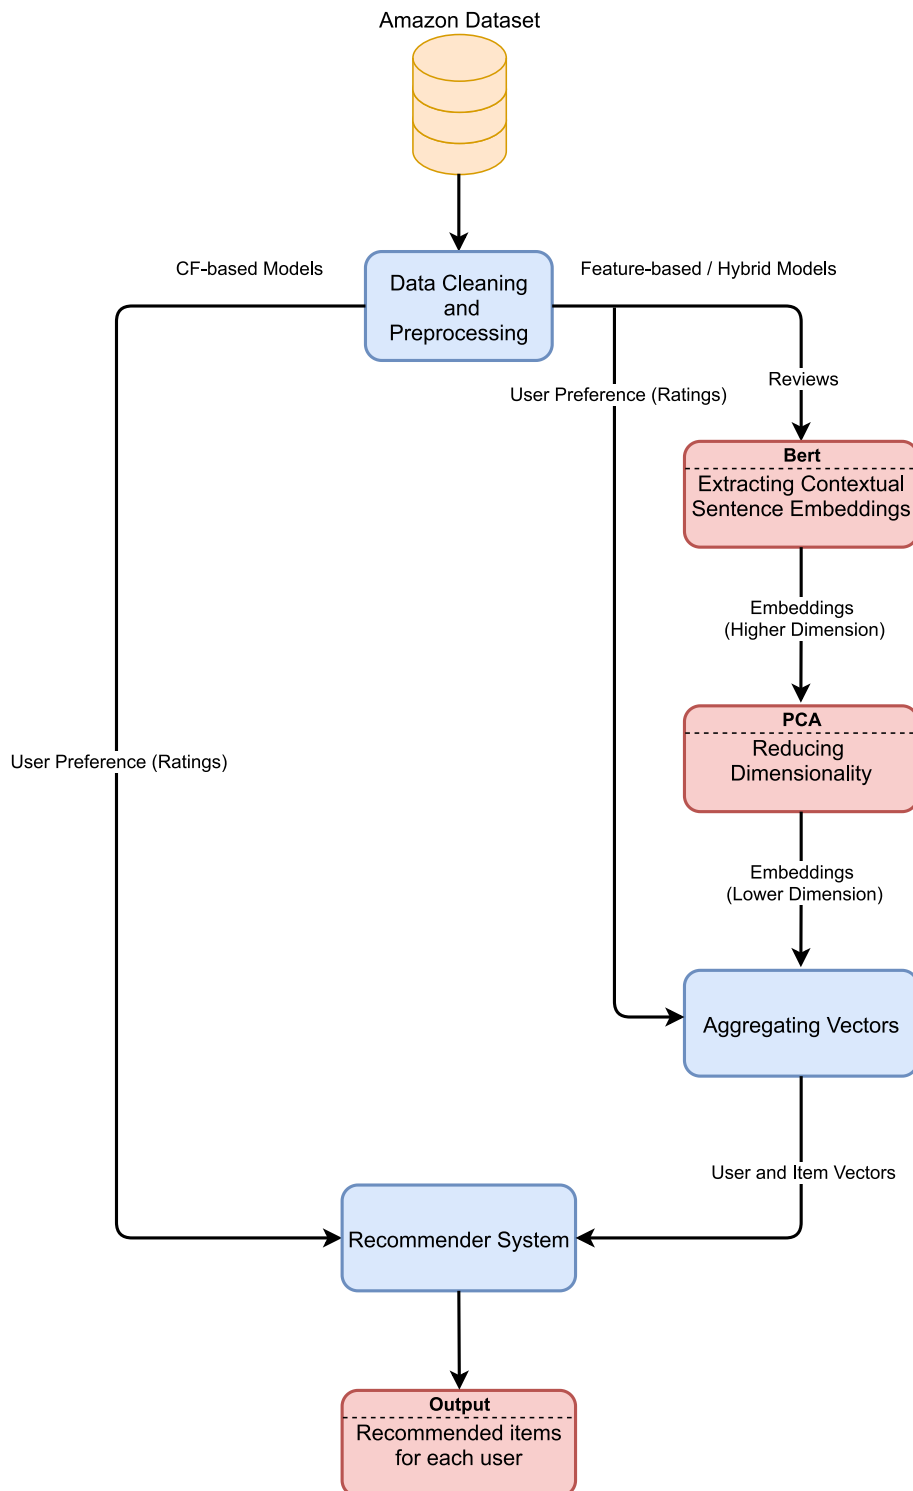 Amazon Dataset
CF-based Models
Data Cleaning
and
Preprocessing
Feature-based / Hybrid Models
Reviews
User Preference (Ratings)
Bert
Extracting Contextual
Sentence Embeddings
Embeddings
(Higher Dimension)
PCA
Reducing
Dimensionality
User Preference (Ratings)
Embeddings
(Lower Dimension)
Aggregating Vectors
User and Item Vectors
Recommender System
Output
Recommended items
for each user